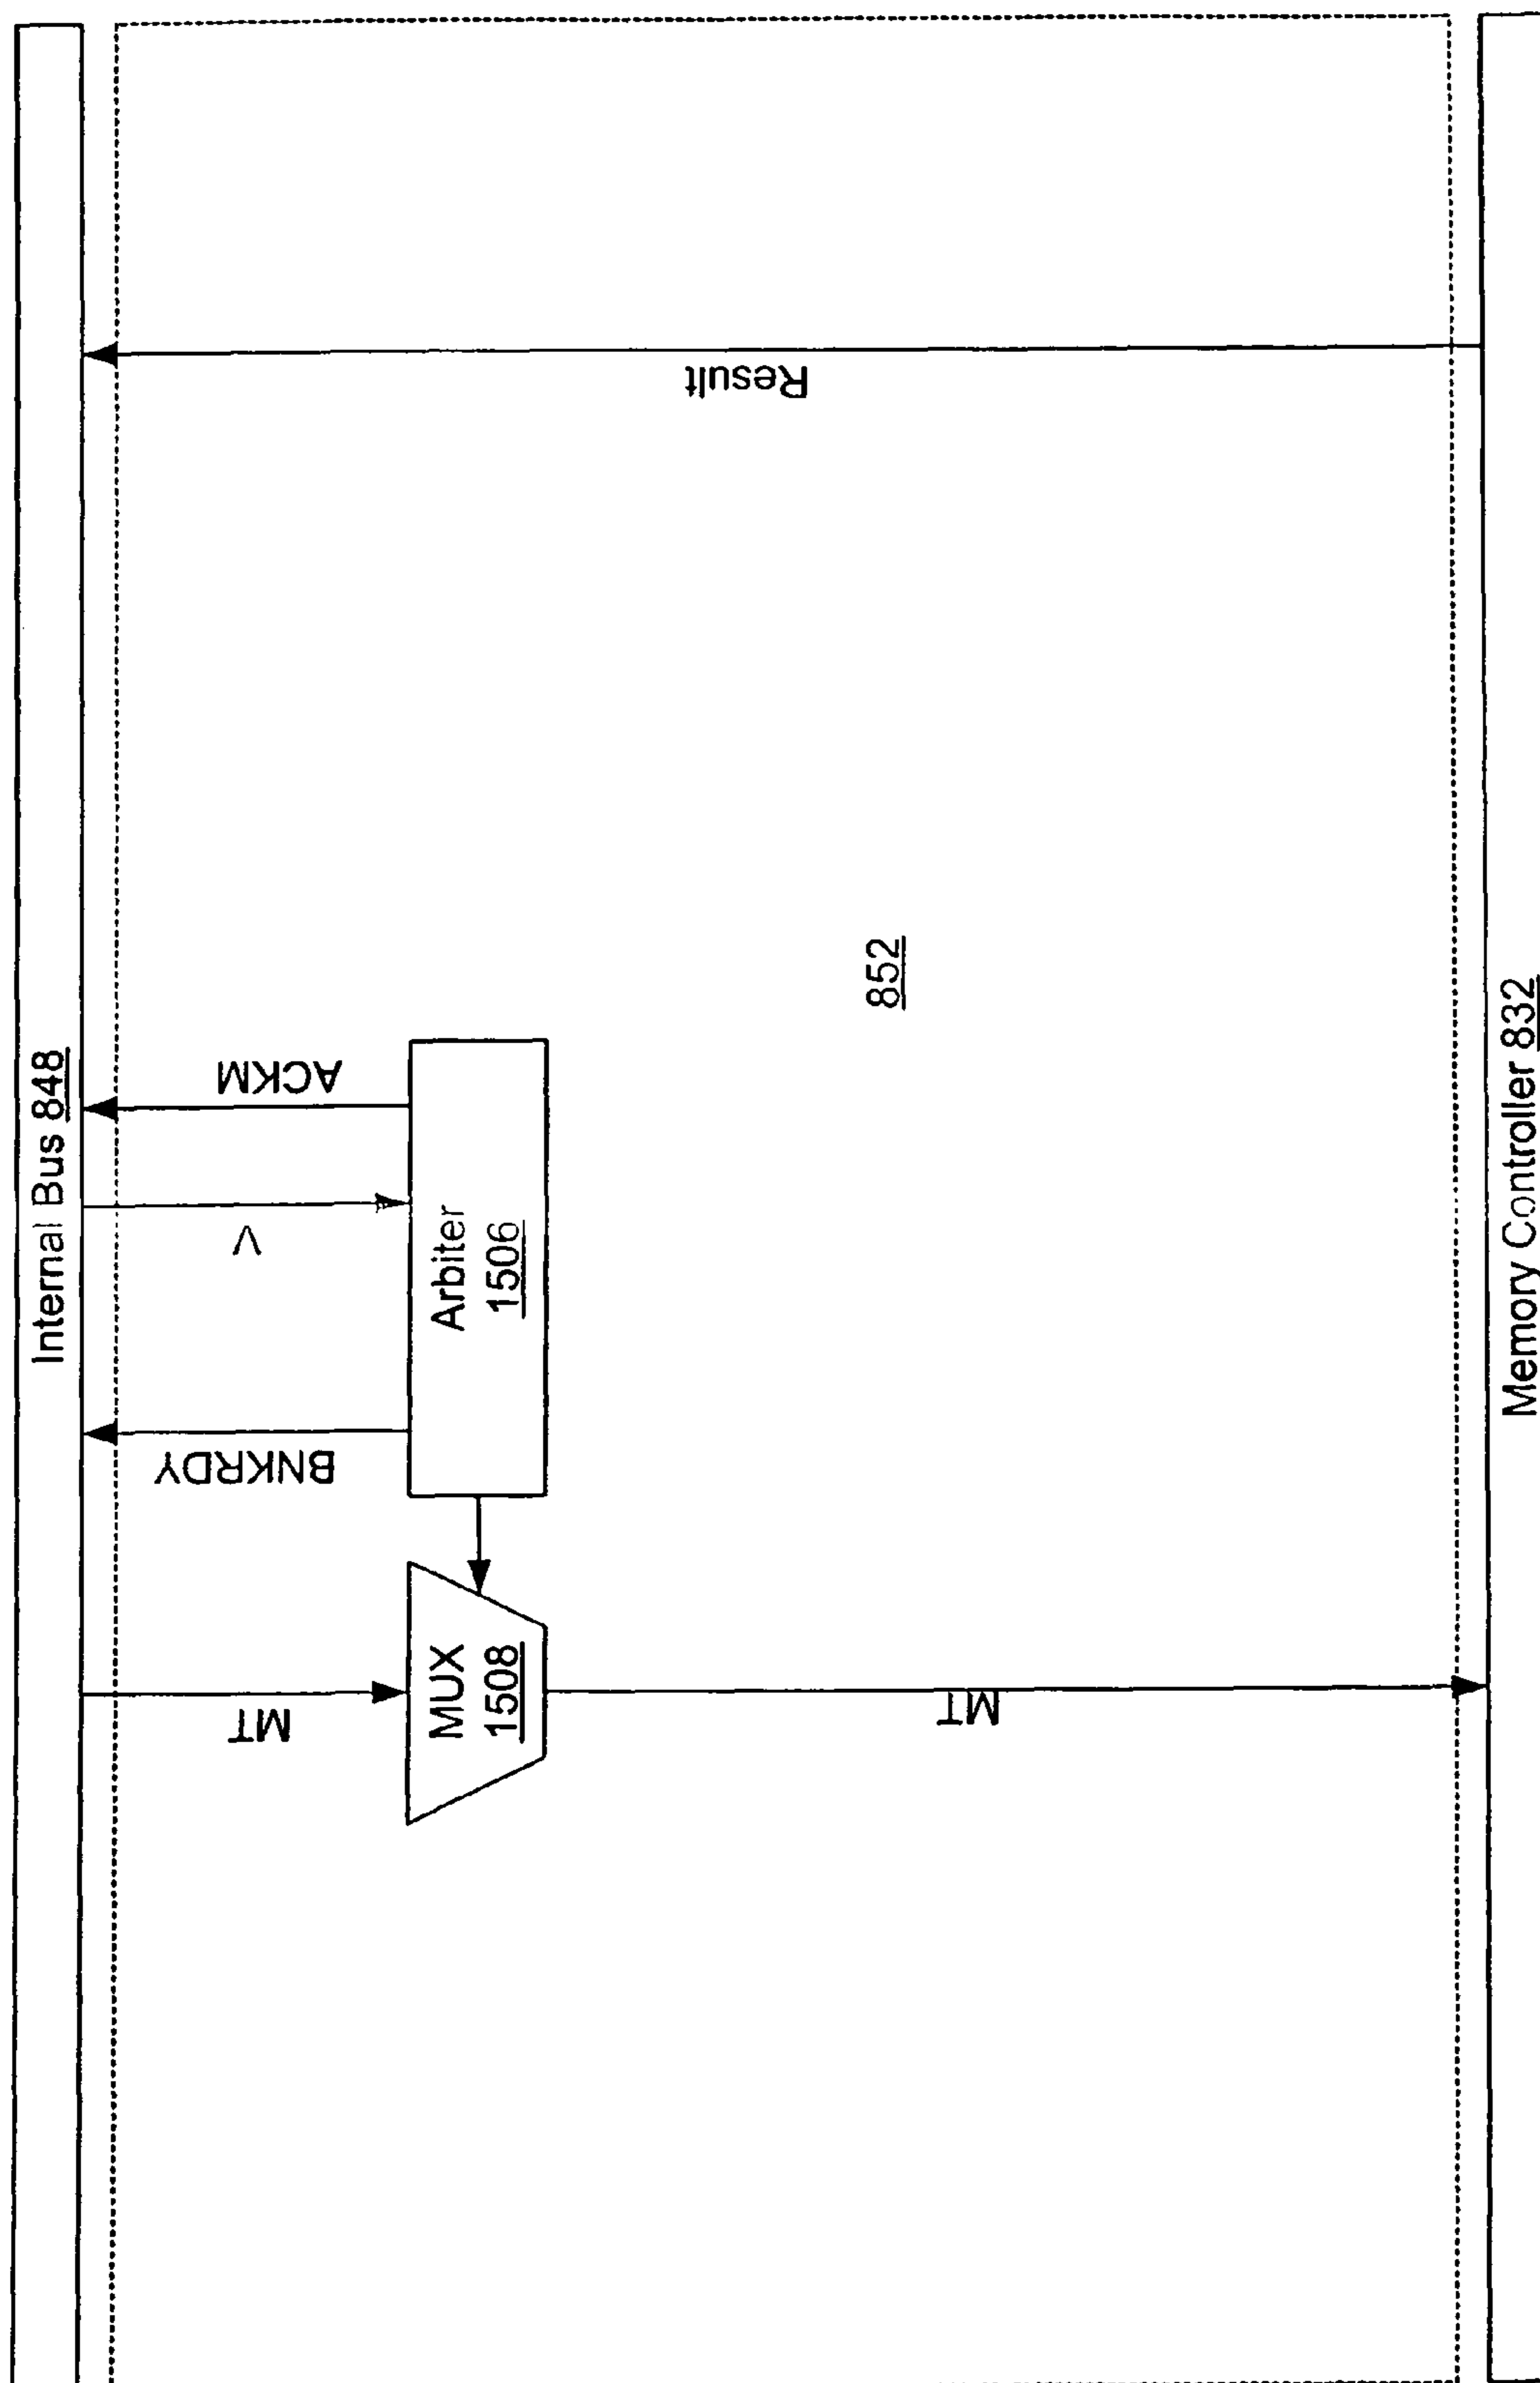 Internal Bus 848
MT
BNKRDY
V
ACKM
MUX
1508
Arbiter
1506
MT
852
Result
Memory Controller 832